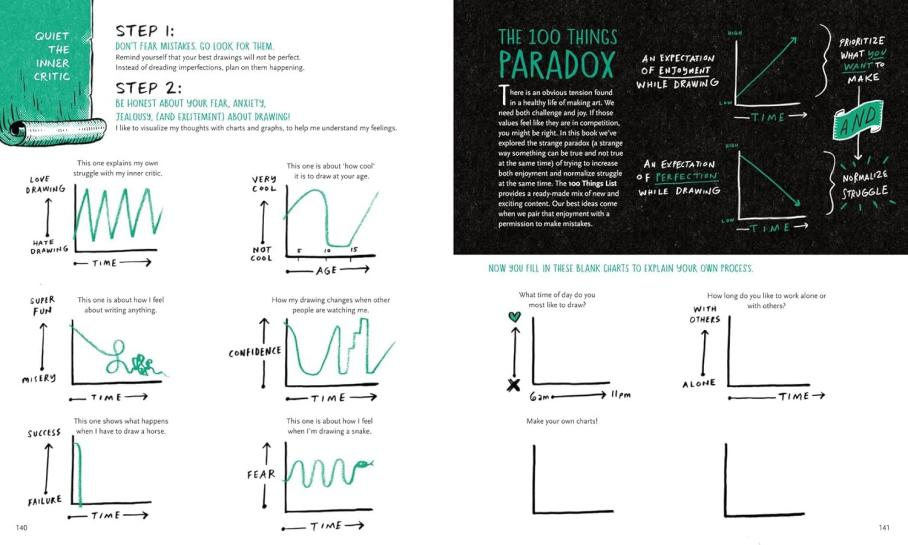 QUIET
THE
INNER
CRITIC
STEP 1:
DON'T FEAR MISTAKES. GO LOOK FOR THEM.
Remind yourself that your best drawings will not be perfect.
Instead of dreading imperfections, plan on them happening.
STEP 2:
BE HONEST ABOUT YOUR FEAR, ANXIETY,
JEALOUSY, (AND EXCITEMENT) ABOUT DRAWING!
I like to visualize my thoughts with charts and graphs, to help me understand my feelings.
This one explains my own
struggle with my inner critic.
LOVE
DRAWING
HATE
DRAWING
TIME
This one is about 'how cool'
it is to draw at your age.
VERY
COOL
NOT
COOL
5 10 15
AGE
This one is about how I feel
about writing anything.
SUPER
FUN
MISERY
TIME
How my drawing changes when other
people are watching me.
CONFIDENCE
TIME
This one shows what happens
when I have to draw a horse.
SUCCESS
FAILURE
TIME
This one is about how I feel
when I'm drawing a snake.
FEAR
TIME
140
THE 100 THINGS
PARADOX
There is an obvious tension found
in a healthy life of making art. We
need both challenge and joy. If those
values feel like they are in competition,
you might be right. In this book we've
explored the strange paradox (a strange
way something can be true and not true
at the same time) of trying to increase
both enjoyment and normalize struggle
at the same time. The 100 Things List
provides a ready-made mix of new and
exciting content. Our best ideas come
when we pair that enjoyment with a
permission to make mistakes.
AN EXPECTATION
OF ENJOYMENT
WHILE DRAWING
HIGH
LOW
TIME
PRIORITIZE
WHAT YOU
WANT TO
MAKE
AND
AN EXPECTATION
OF PERFECTION
WHILE DRAWING
HIGH
LOW
TIME
NORMALIZE
STRUGGLE
NOW YOU FILL IN THESE BLANK CHARTS TO EXPLAIN YOUR OWN PROCESS.
What time of day do you
most like to draw?
6am 11pm
How long do you like to work alone or
with others?
WITH
OTHERS
ALONE
TIME
Make your own charts!
141